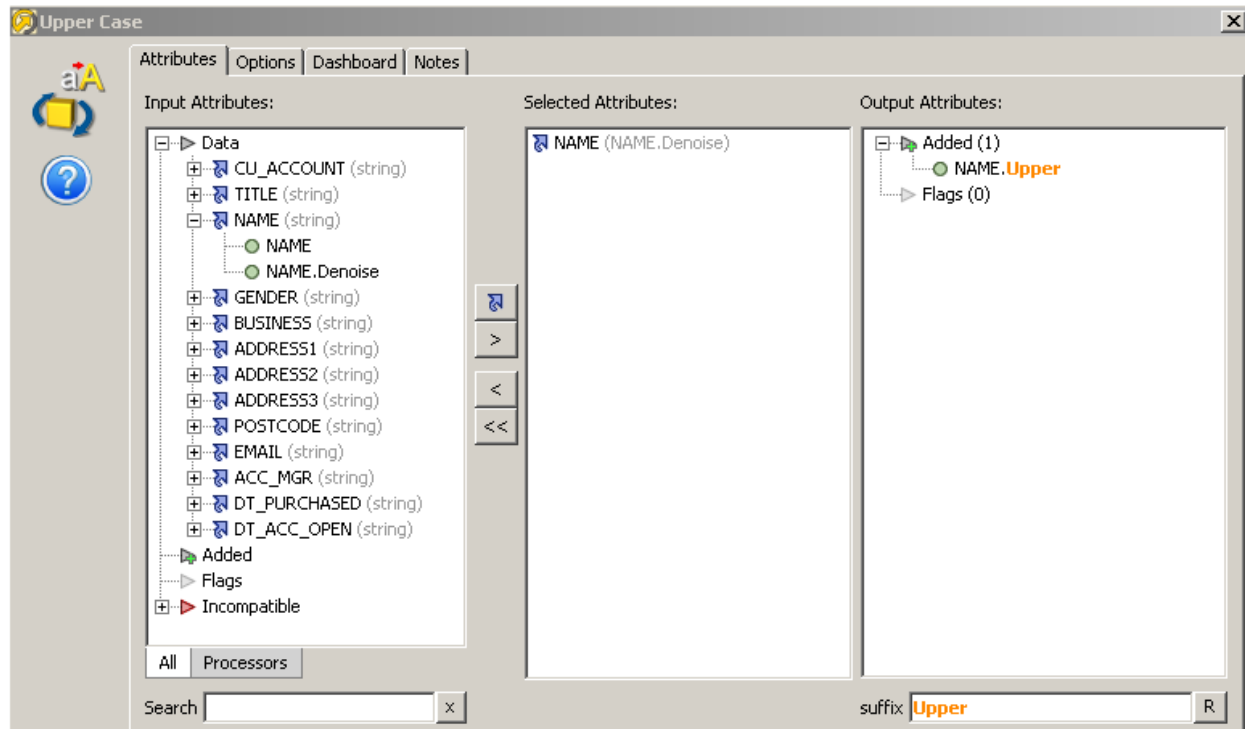 Upper Case
Attributes Options Dashboard Notes
Input Attributes:
Data
CU_ACCOUNT (string)
TITLE (string)
NAME (string)
NAME
NAME.Denoise
GENDER (string)
BUSINESS (string)
ADDRESS1 (string)
ADDRESS2 (string)
ADDRESS3 (string)
POSTCODE (string)
EMAIL (string)
ACC_MGR (string)
DT_PURCHASED (string)
DT_ACC_OPEN (string)
Added
Flags
Incompatible
All Processors
Search x
>
<
<<
Selected Attributes:
NAME (NAME.Denoise)
Output Attributes:
Added (1)
NAME.Upper
Flags (0)
suffix Upper R